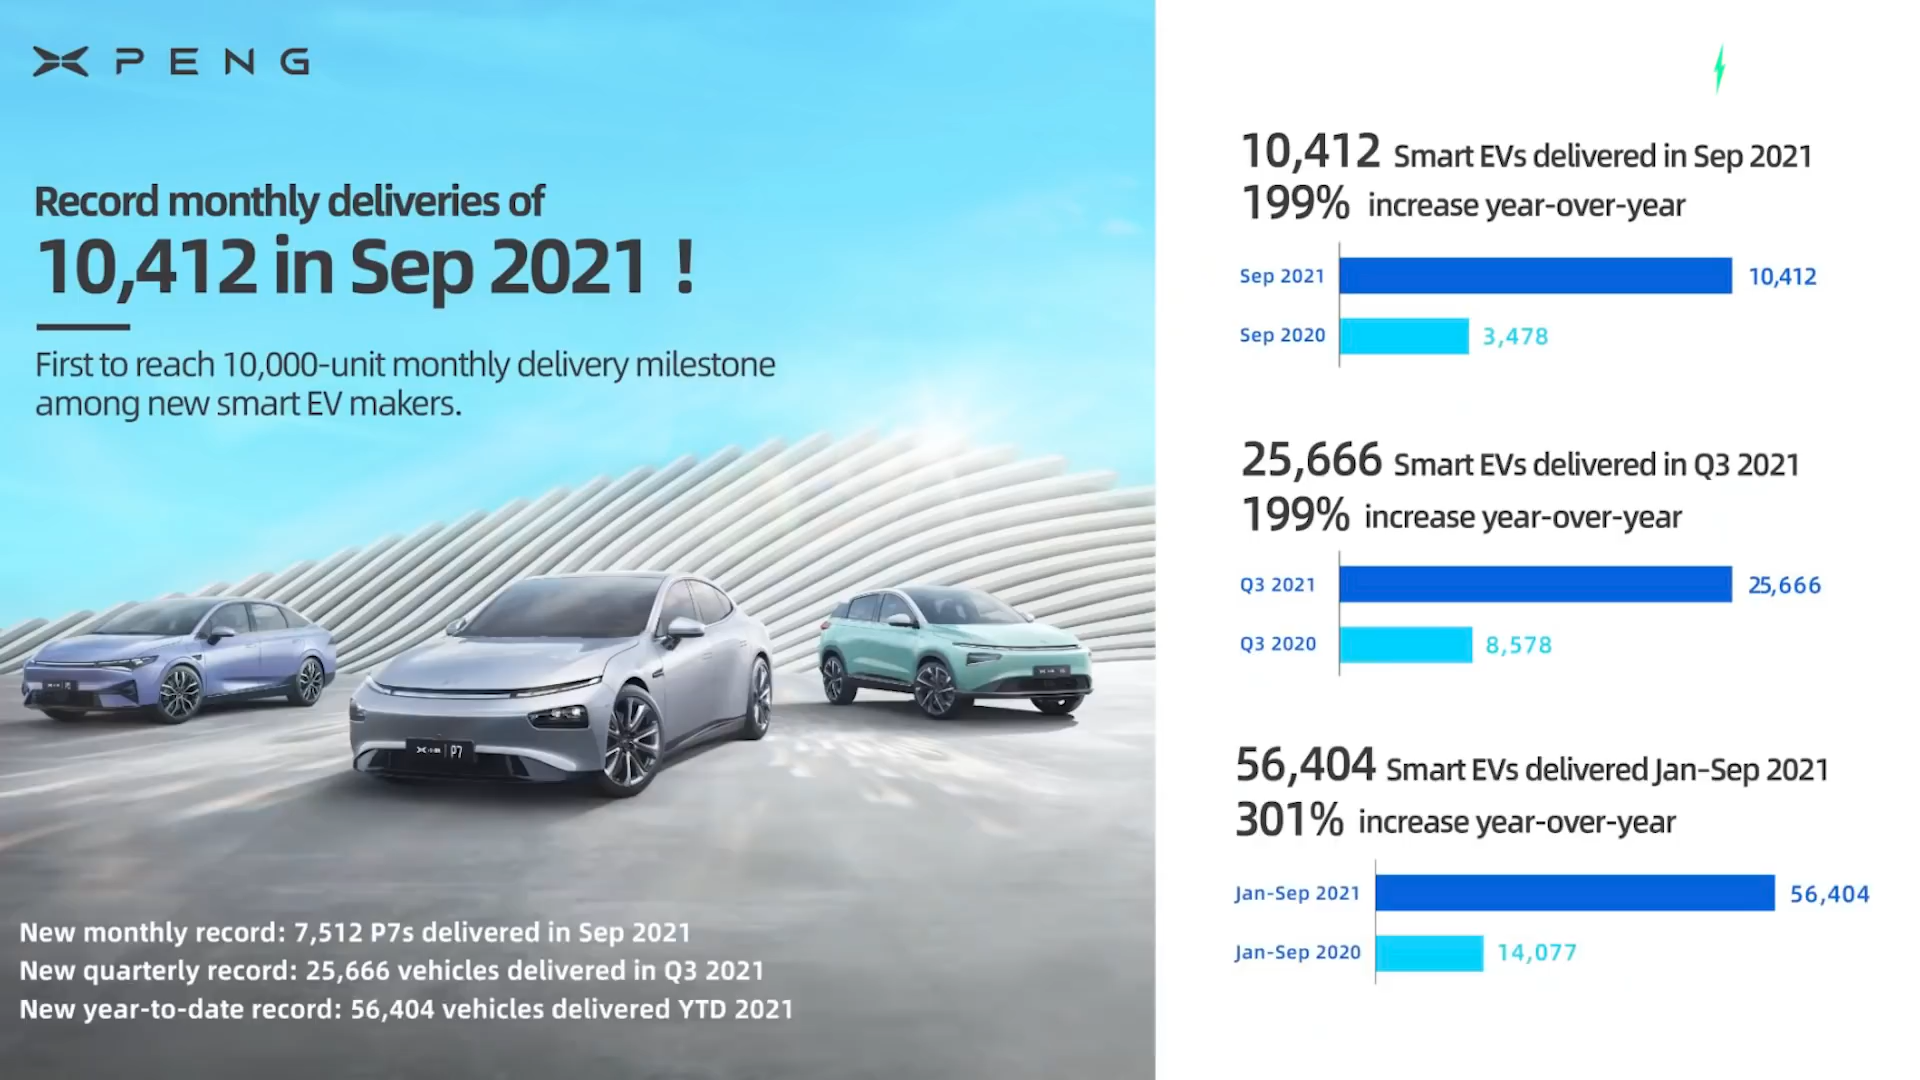 XPENG
Record monthly deliveries of
10,412 in Sep 2021 !
First to reach 10,000-unit monthly delivery milestone
among new smart EV makers.
P7
New monthly record: 7,512 P7s delivered in Sep 2021
New quarterly record: 25,666 vehicles delivered in Q3 2021
New year-to-date record: 56,404 vehicles delivered YTD 2021
10,412 Smart EVs delivered in Sep 2021
199% increase year-over-year
Sep 2021 10,412
Sep 2020 3,478
25,666 Smart EVs delivered in Q3 2021
199% increase year-over-year
Q3 2021 25,666
Q3 2020 8,578
56,404 Smart EVs delivered Jan-Sep 2021
301% increase year-over-year
Jan-Sep 2021 56,404
Jan-Sep 2020 14,077